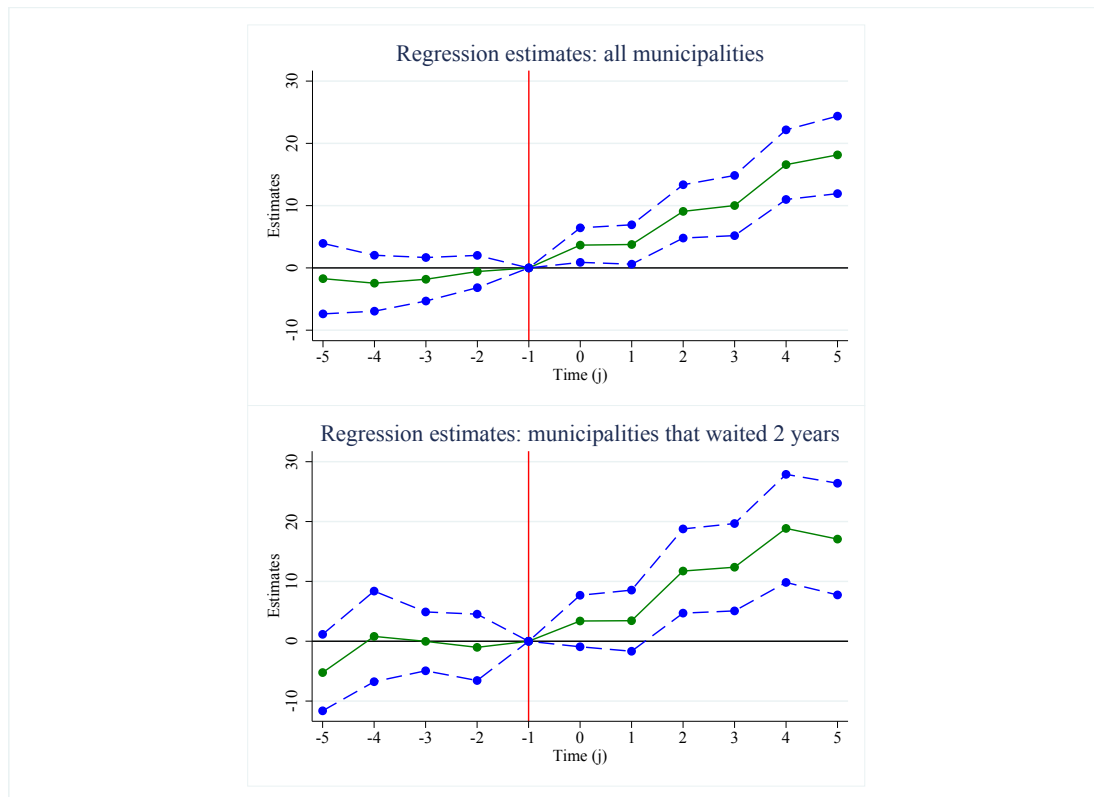 Regression estimates: all municipalities
30
20
10
0
-10
Estimates
-5 -4 -3 -2 -1 0 1 2 3 4 5
Time (j)
Regression estimates: municipalities that waited 2 years
30
20
10
0
-10
Estimates
-5 -4 -3 -2 -1 0 1 2 3 4 5
Time (j)